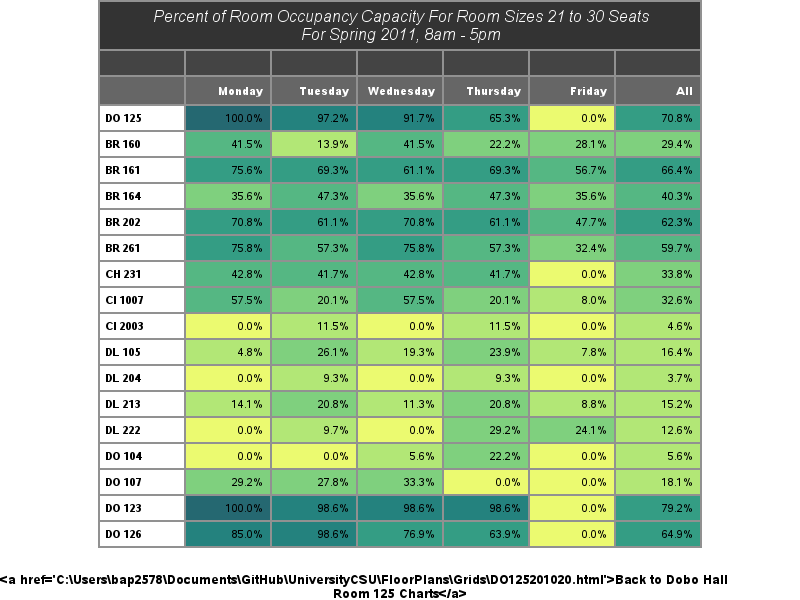 Percent of Room Occupancy Capacity For Room Sizes 21 to 30 Seats
For Spring 2011, 8am - 5pm
Monday Tuesday Wednesday Thursday Friday All
DO 125 100.0% 97.2% 91.7% 65.3% 0.0% 70.8%
BR 160 41.5% 13.9% 41.5% 22.2% 28.1% 29.4%
BR 161 75.6% 69.3% 61.1% 69.3% 56.7% 66.4%
BR 164 35.6% 47.3% 35.6% 47.3% 35.6% 40.3%
BR 202 70.8% 61.1% 70.8% 61.1% 47.7% 62.3%
BR 261 75.8% 57.3% 75.8% 57.3% 32.4% 59.7%
CH 231 42.8% 41.7% 42.8% 41.7% 0.0% 33.8%
CI 1007 57.5% 20.1% 57.5% 20.1% 8.0% 32.6%
CI 2003 0.0% 11.5% 0.0% 11.5% 0.0% 4.6%
DL 105 4.8% 26.1% 19.3% 23.9% 7.8% 16.4%
DL 204 0.0% 9.3% 0.0% 9.3% 0.0% 3.7%
DL 213 14.1% 20.8% 11.3% 20.8% 8.8% 15.2%
DL 222 0.0% 9.7% 0.0% 29.2% 24.1% 12.6%
DO 104 0.0% 0.0% 5.6% 22.2% 0.0% 5.6%
DO 107 29.2% 27.8% 33.3% 0.0% 0.0% 18.1%
DO 123 100.0% 98.6% 98.6% 98.6% 0.0% 79.2%
DO 126 85.0% 98.6% 76.9% 63.9% 0.0% 64.9%
<a href='C:\Users\bap2578\Documents\GitHub\UniversityCSU\FloorPlans\Grids\DO125201020.html'>Back to Dobo Hall
Room 125 Charts</a>